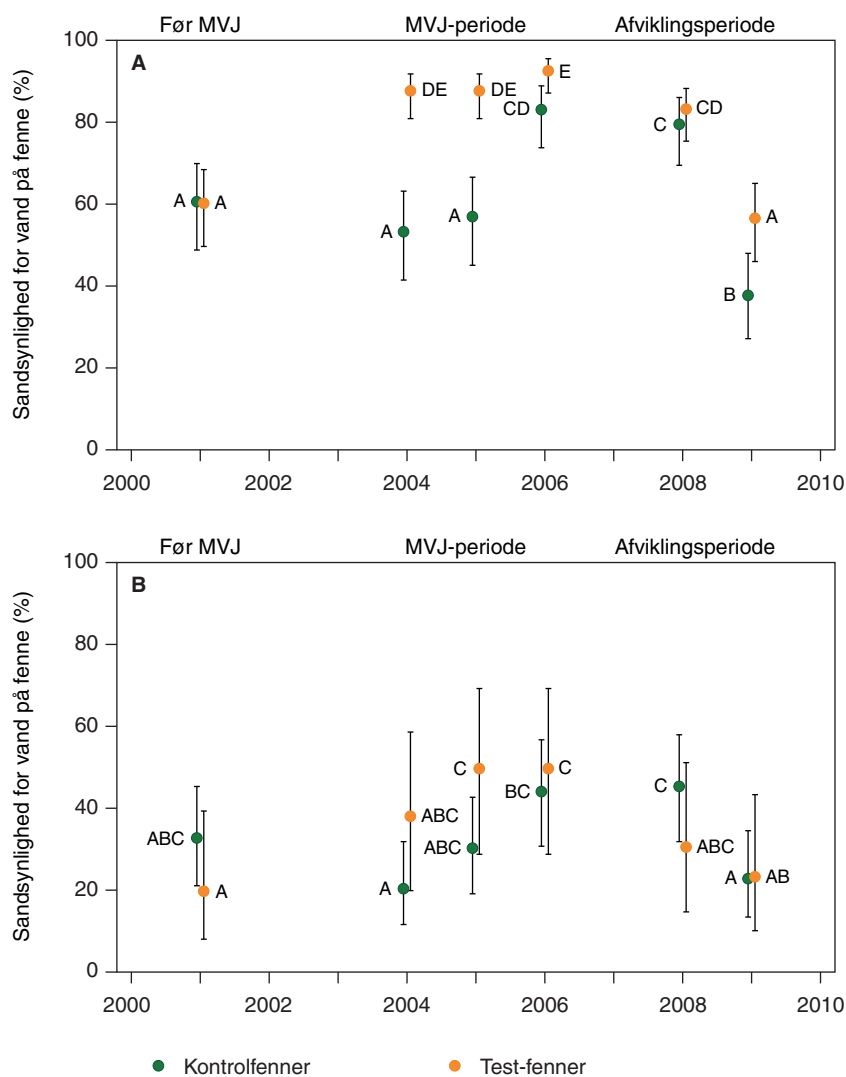 Før MVJ MVJ-periode Afviklingsperiode
100
A
E
DE DE
CD
80
CD
C
60
A A
A
A
A
40
B
20
0
Sandsynlighed for vand på fenne (%)
2000 2002 2004 2006 2008 2010
Før MVJ MVJ-periode Afviklingsperiode
100
B
80
60
C C
BC
C
40
ABC
ABC
ABC
ABC
20
A
A
A AB
0
Sandsynlighed for vand på fenne (%)
2000 2002 2004 2006 2008 2010
Kontrolfenner Test-fenner